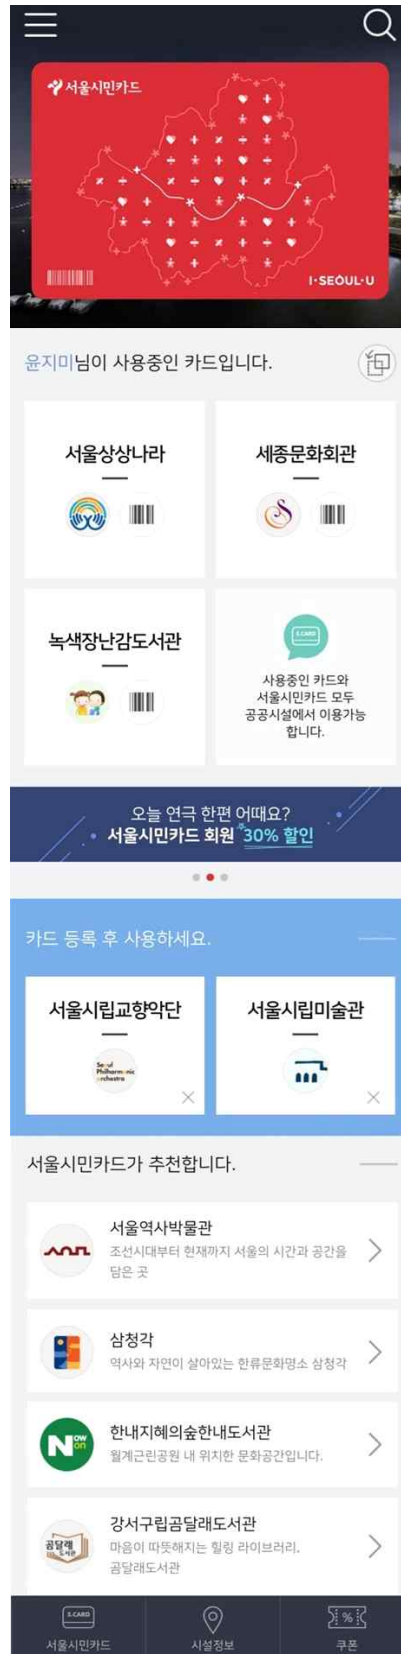 서울시민카드
I·SEOUL·U
윤지미님이 사용중인 카드입니다.
서울상상나라
세종문화회관
녹색장난감도서관
S.CARD
사용중인 카드와
서울시민카드 모두
공공시설에서 이용가능
합니다.
오늘 연극 한편 어때요?
서울시민카드 회원 30% 할인
카드 등록 후 사용하세요.
서울시립교향악단
서울시립미술관
Seoul
Philharmonic
orchestra
서울시민카드가 추천합니다.
서울역사박물관
조선시대부터 현재까지 서울의 시간과 공간을
담은 곳
삼청각
역사와 자연이 살아있는 한류문화명소 삼청각
Now
on
한내지혜의숲한내도서관
월계근린공원 내 위치한 문화공간입니다.
곰달래
도서관
강서구립곰달래도서관
마음이 따뜻해지는 힐링 라이브러리,
곰달래도서관
S.CARD
서울시민카드
시설정보
%
쿠폰